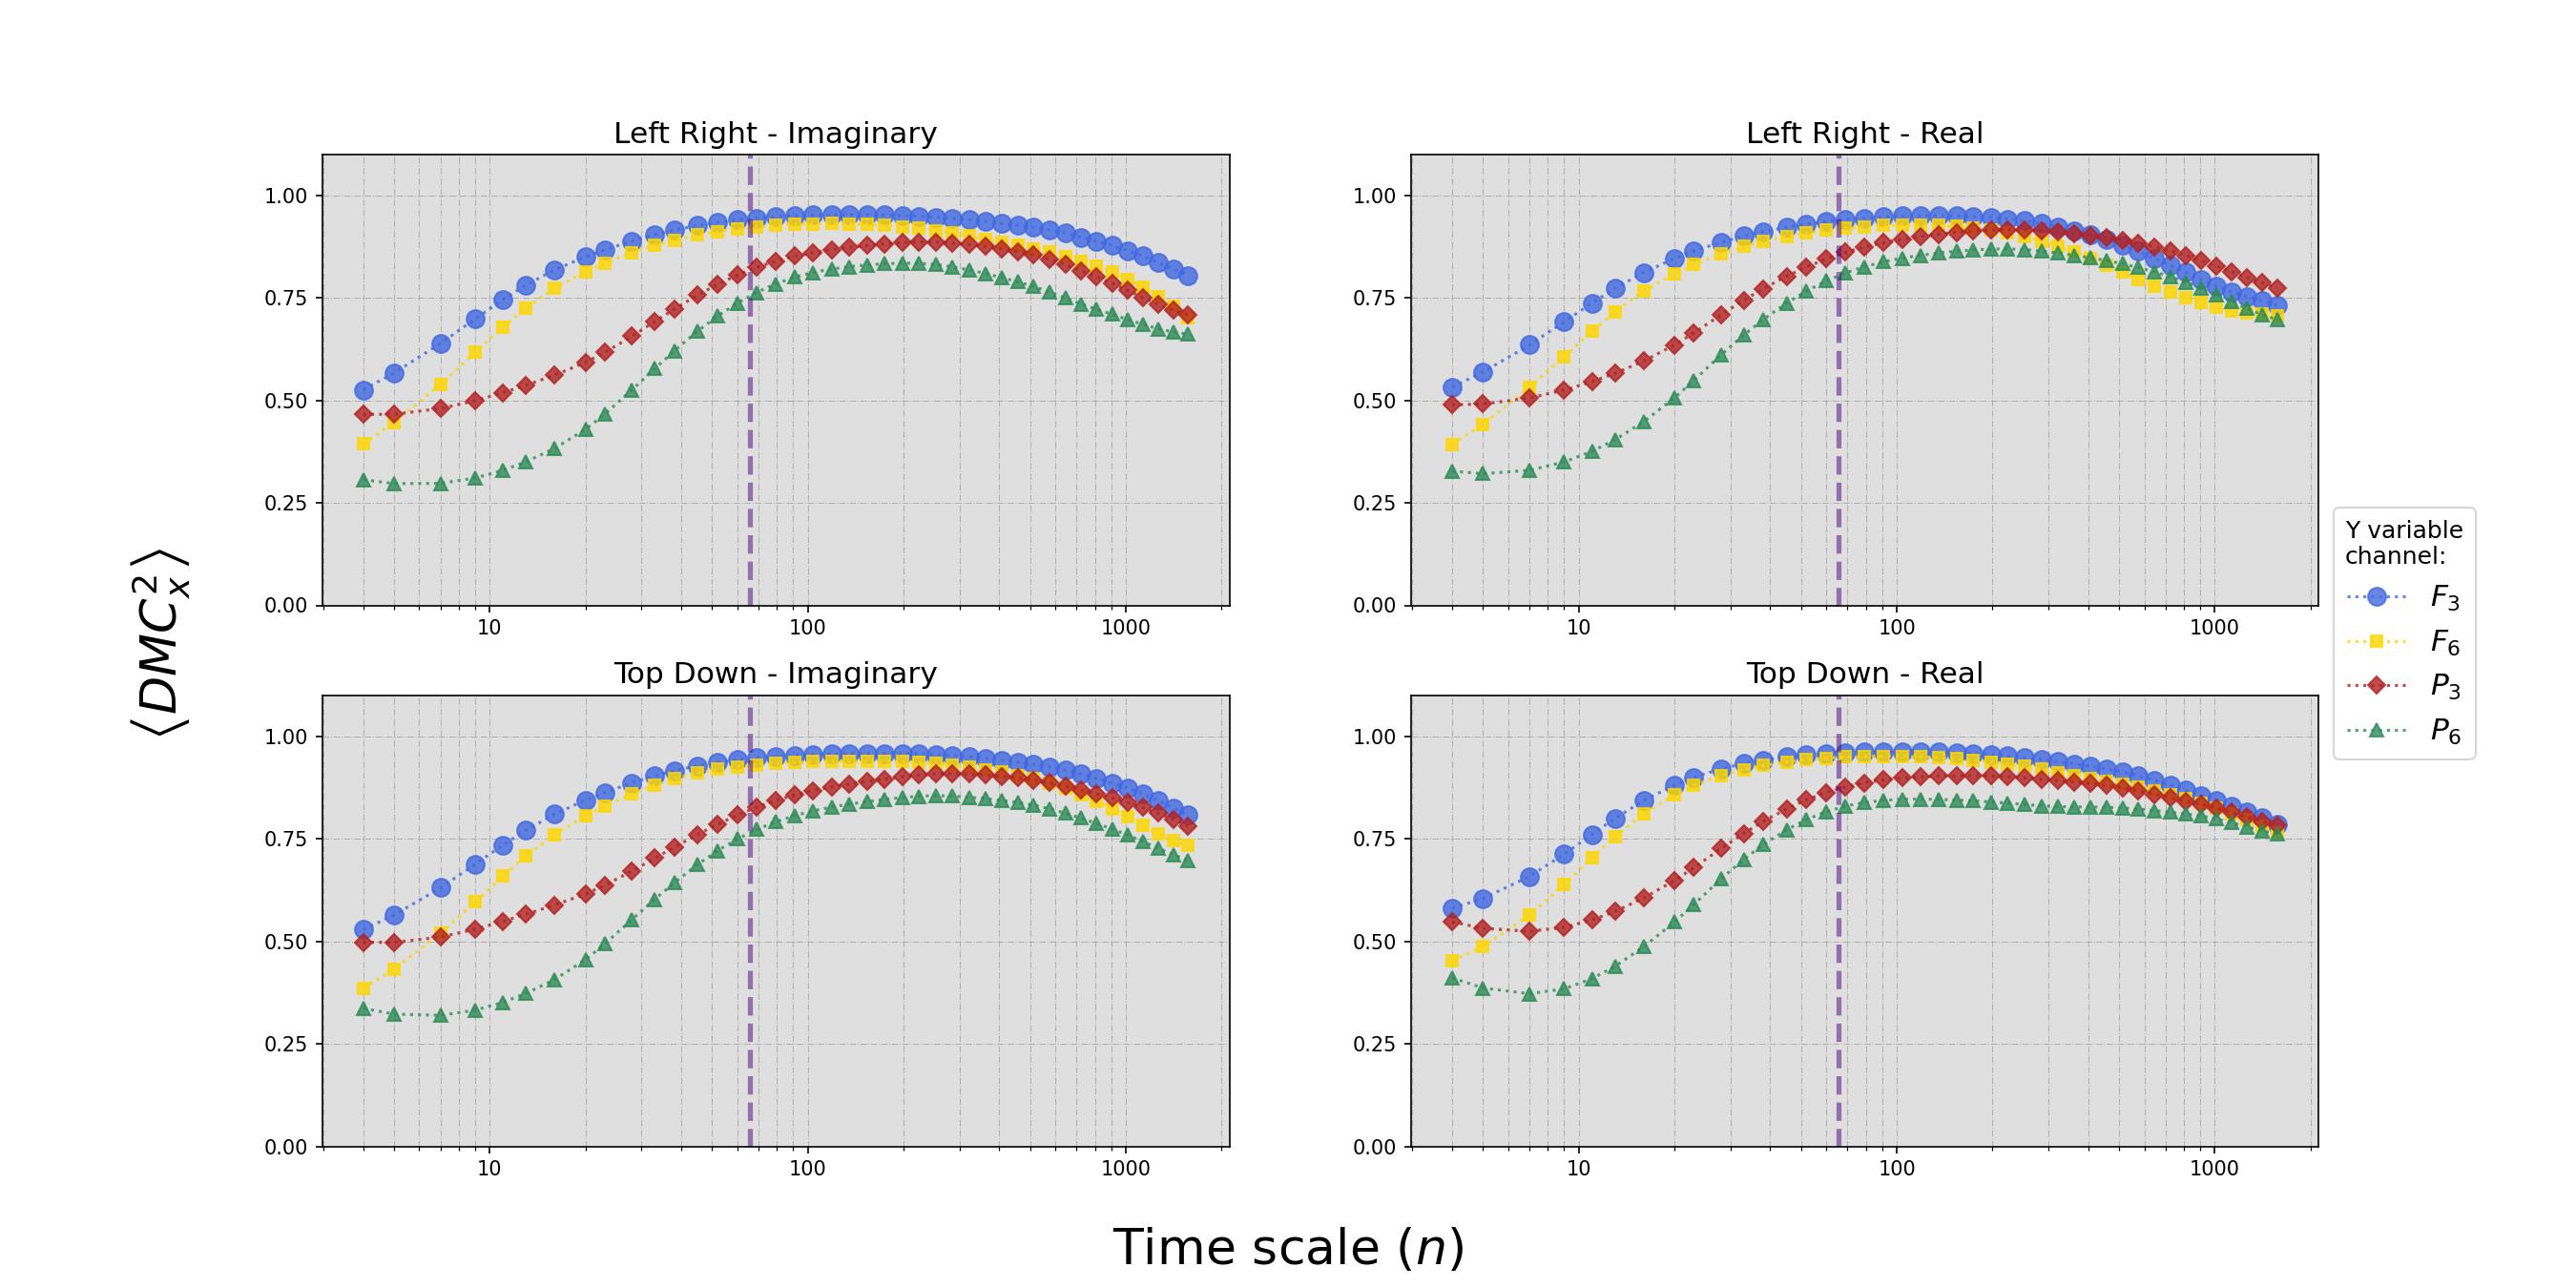 Left Right - Imaginary
1.00
0.75
0.50
0.25
0.00
10 100 1000
Left Right - Real
1.00
0.75
0.50
0.25
0.00
10 100 1000
Top Down - Imaginary
1.00
0.75
0.50
0.25
0.00
10 100 1000
Top Down - Real
1.00
0.75
0.50
0.25
0.00
10 100 1000
⟨DMC²ₓ⟩
Time scale (n)
Y variable
channel:
F₃
F₆
P₃
P₆